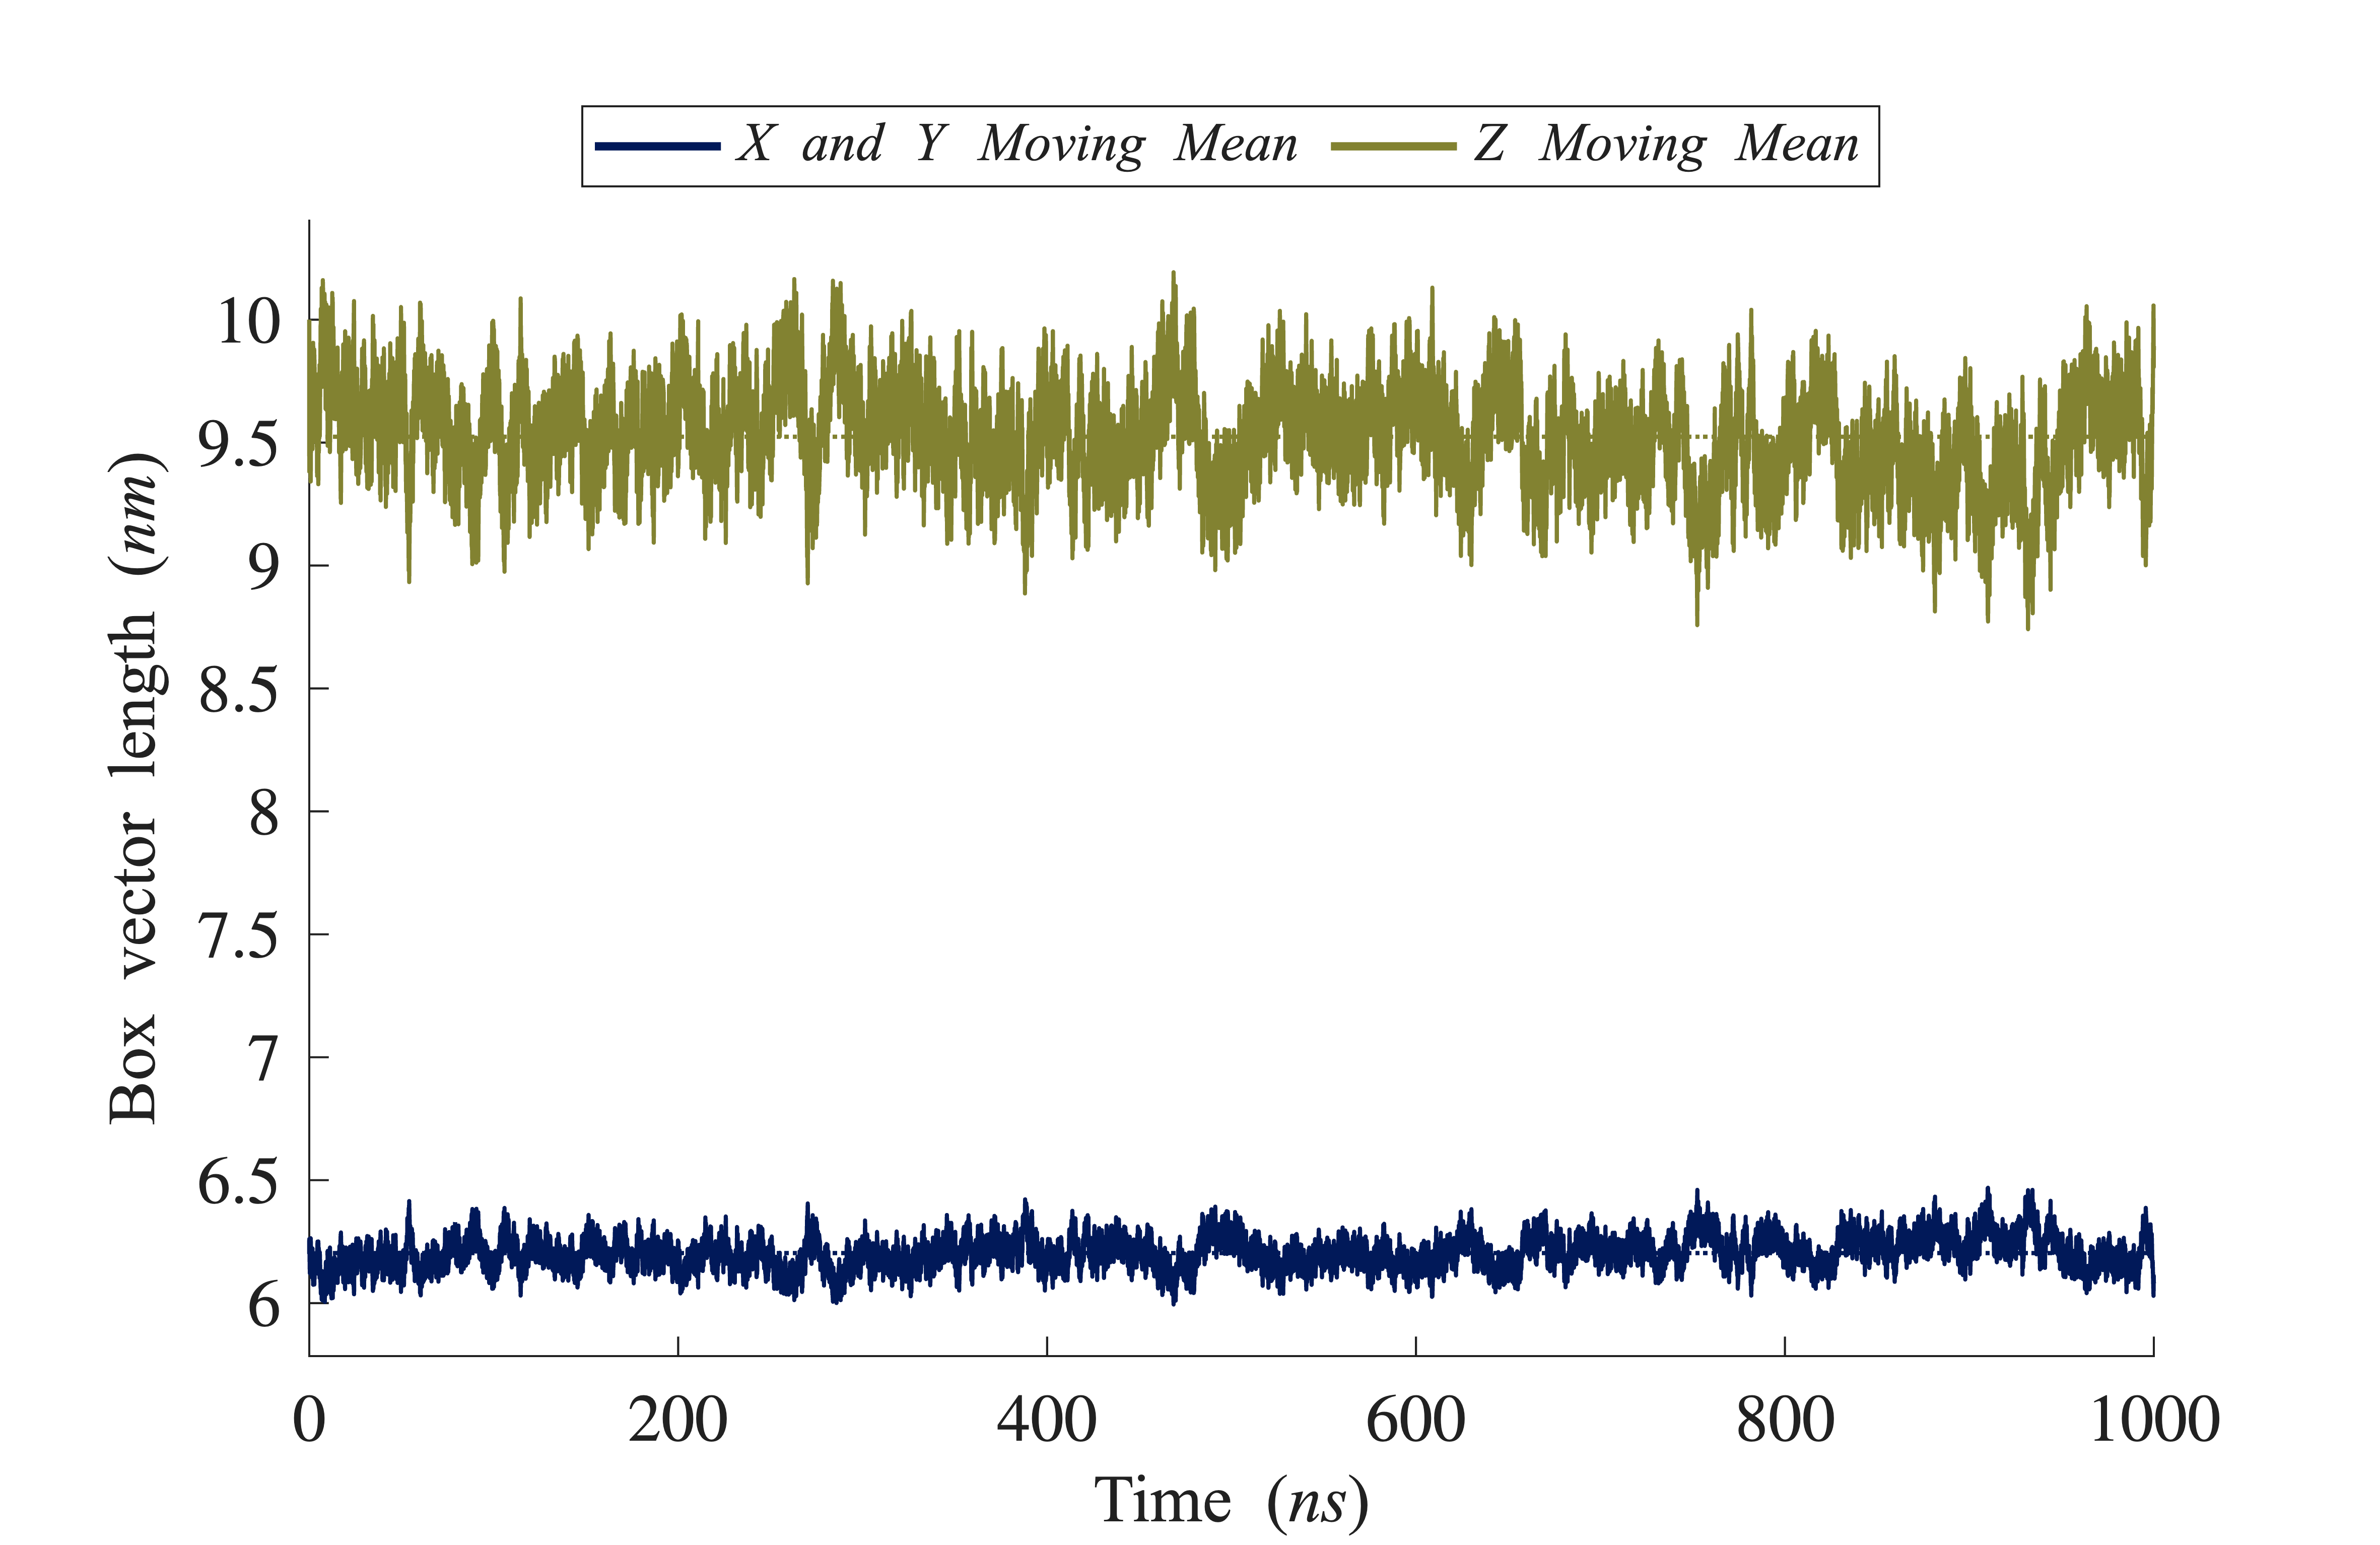 X and Y Moving Mean Z Moving Mean
10
9.5
9
8.5
8
7.5
7
6.5
6
Box vector length (nm)
0 200 400 600 800 1000
Time (ns)